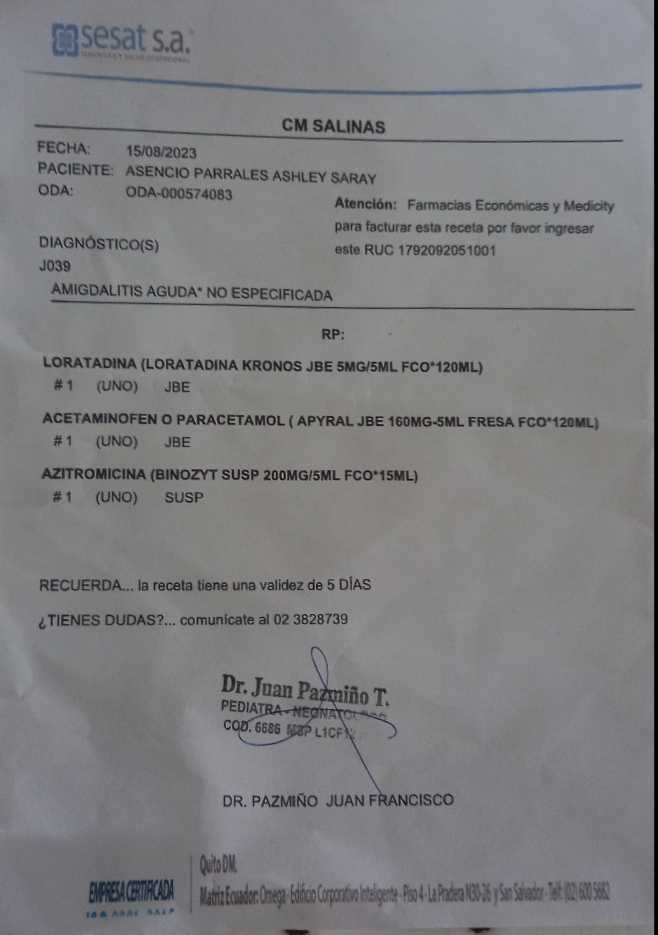 sesat s.a.
CM SALINAS
FECHA: 15/08/2023
PACIENTE: ASENCIO PARRALES ASHLEY SARAY
ODA: ODA-000574083
Atención: Farmacias Económicas y Medicity
para facturar esta receta por favor ingresar
este RUC 1792092051001
DIAGNÓSTICO(S)
J039
AMIGDALITIS AGUDA* NO ESPECIFICADA
RP:
LORATADINA (LORATADINA KRONOS JBE 5MG/5ML FCO*120ML)
# 1 (UNO) JBE
ACETAMINOFEN O PARACETAMOL ( APYRAL JBE 160MG-5ML FRESA FCO*120ML)
# 1 (UNO) JBE
AZITROMICINA (BINOZYT SUSP 200MG/5ML FCO*15ML)
# 1 (UNO) SUSP
RECUERDA... la receta tiene una validez de 5 DÍAS
¿TIENES DUDAS?... comunícate al 02 3828739
Dr. Juan Pazmiño T.
PEDIATRA - 
COD. 6686 MSP
DR. PAZMIÑO JUAN FRANCISCO
EMPRESA CERTIFICADA
Quito DM.
Matriz Ecuador: Omega - Edificio Corporativo Inteligente - Piso 4 - La Pradera N30-26 y San Salvador - Telf: (02) 600 5682